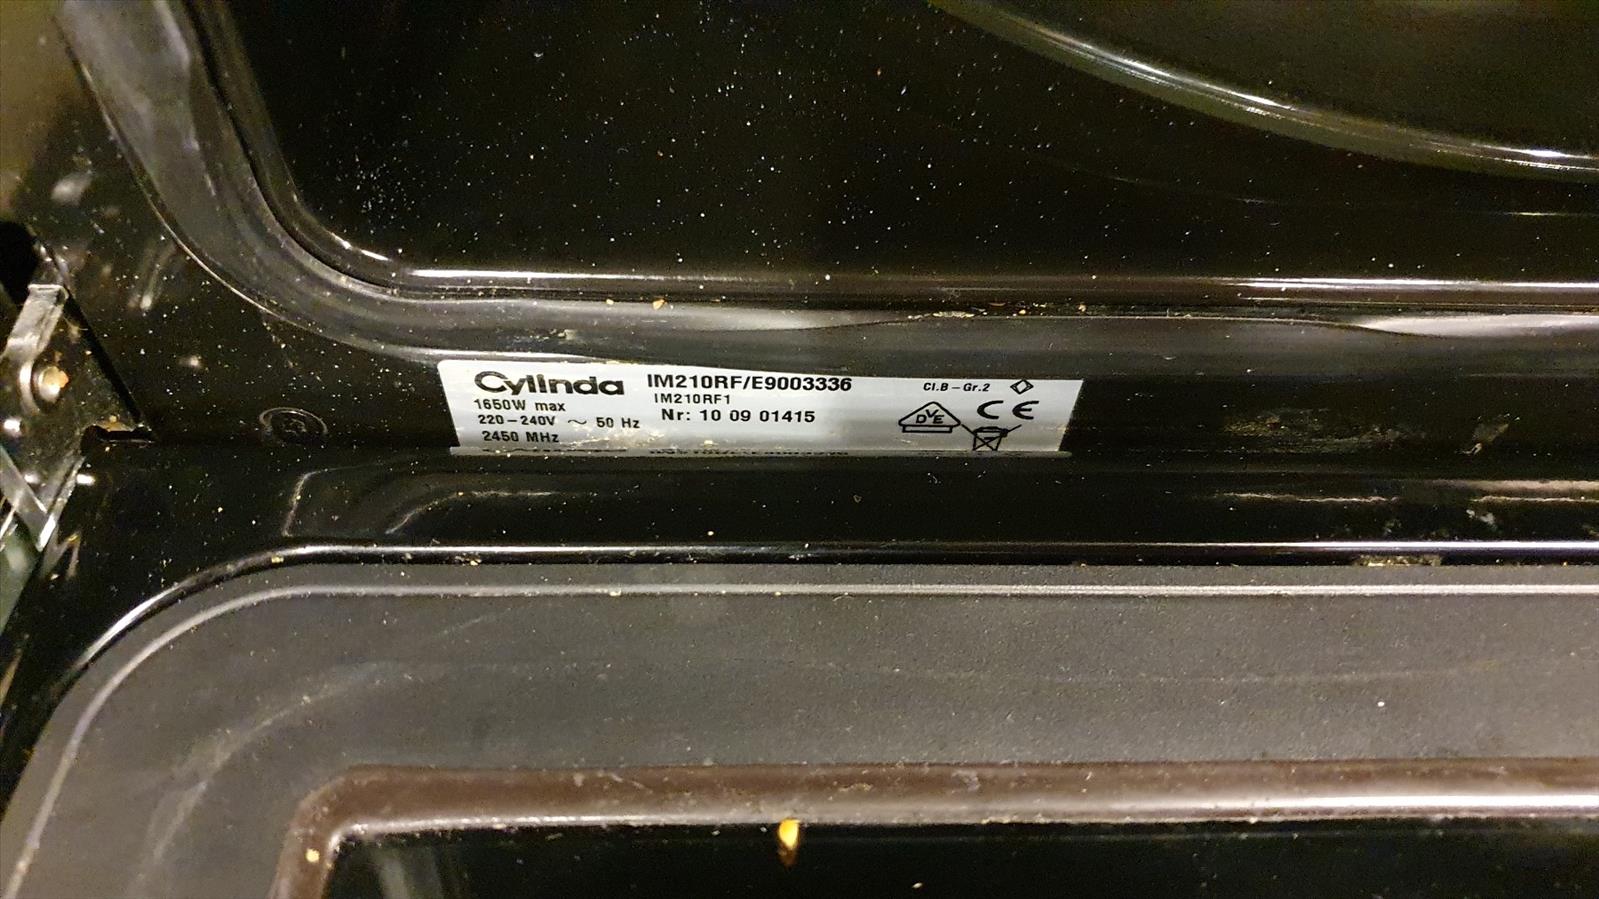 Cylinda IM210RF/E9003336 Cl.B – Gr.2
IM210RF1
1650W max
Nr: 10 09 01415
220–240V ~ 50 Hz
2450 MHz
DVE CE